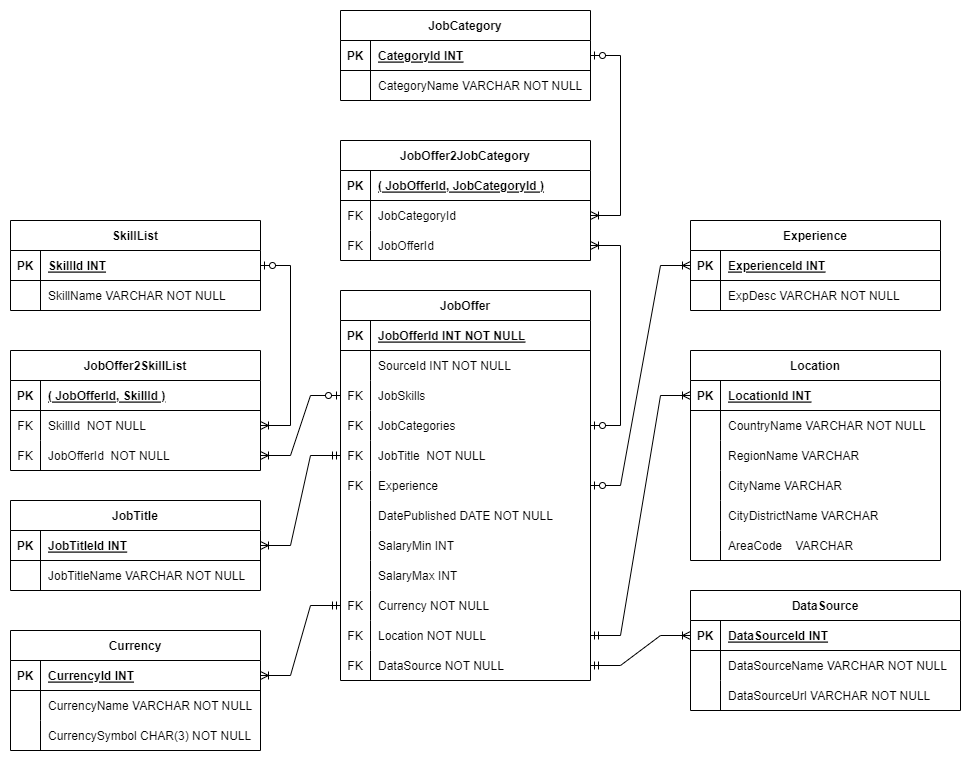 JobCategory
PK CategoryId INT
CategoryName VARCHAR NOT NULL
JobOffer2JobCategory
PK ( JobOfferId, JobCategoryId )
FK JobCategoryId
FK JobOfferId
SkillList
PK SkillId INT
SkillName VARCHAR NOT NULL
JobOffer2SkillList
PK ( JobOfferId, SkillId )
FK SkillId NOT NULL
FK JobOfferId NOT NULL
JobTitle
PK JobTitleId INT
JobTitleName VARCHAR NOT NULL
Currency
PK CurrencyId INT
CurrencyName VARCHAR NOT NULL
CurrencySymbol CHAR(3) NOT NULL
JobOffer
PK JobOfferId INT NOT NULL
SourceId INT NOT NULL
FK JobSkills
FK JobCategories
FK JobTitle NOT NULL
FK Experience
DatePublished DATE NOT NULL
SalaryMin INT
SalaryMax INT
FK Currency NOT NULL
FK Location NOT NULL
FK DataSource NOT NULL
Experience
PK ExperienceId INT
ExpDesc VARCHAR NOT NULL
Location
PK LocationId INT
CountryName VARCHAR NOT NULL
RegionName VARCHAR
CityName VARCHAR
CityDistrictName VARCHAR
AreaCode VARCHAR
DataSource
PK DataSourceId INT
DataSourceName VARCHAR NOT NULL
DataSourceUrl VARCHAR NOT NULL